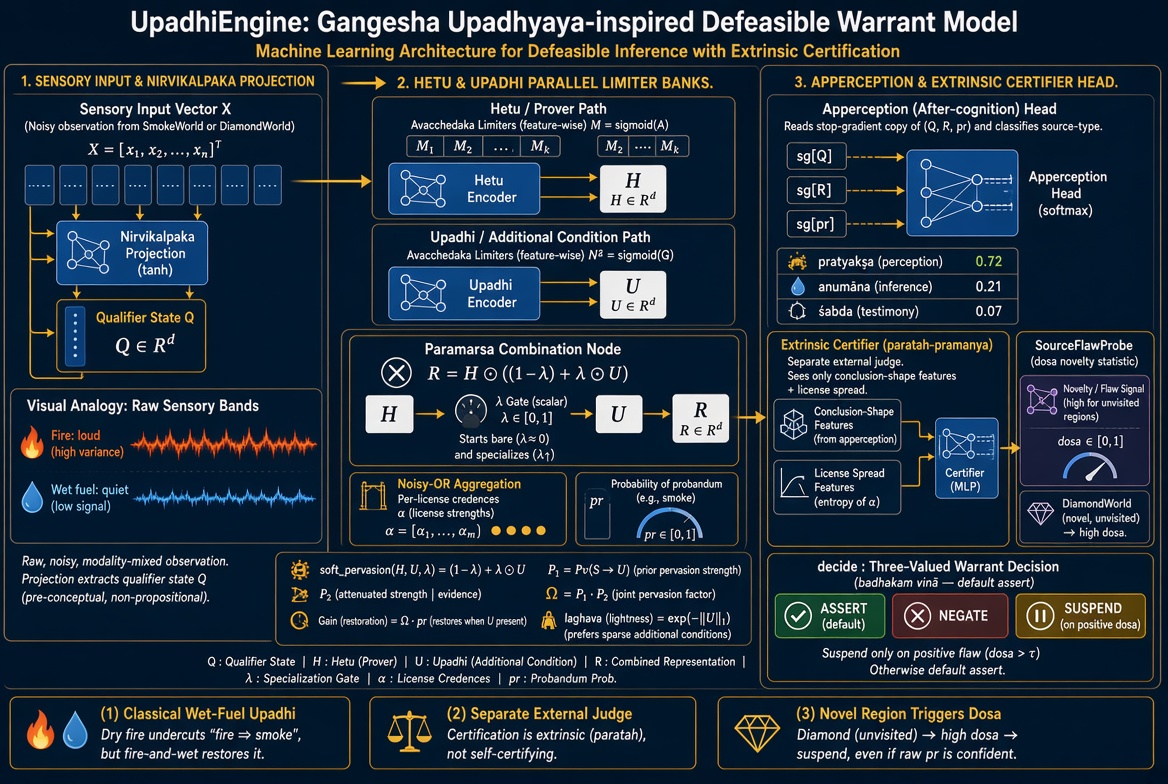 UpadhiEngine: Gangesha Upadhyaya-inspired Defeasible Warrant Model
Machine Learning Architecture for Defeasible Inference with Extrinsic Certification
1. SENSORY INPUT & NIRVIKALPAKA PROJECTION
Sensory Input Vector X
(Noisy observation from SmokeWorld or DiamondWorld)
X = [x₁, x₂, ..., xₙ]ᵀ
Nirvikalpaka
Projection
(tanh)
Qualifier State Q
Q ∈ Rᵈ
Visual Analogy: Raw Sensory Bands
Fire: loud
(high variance)
Wet fuel: quiet
(low signal)
Raw, noisy, modality-mixed observation.
Projection extracts qualifier state Q
(pre-conceptual, non-propositional).
2. HETU & UPADHI PARALLEL LIMITER BANKS.
Hetu / Prover Path
Avacchedaka Limiters (feature-wise) M = sigmoid(A)
M₁ M₂ ... Mₖ M₂ .... Mₖ
Hetu
Encoder
H
H ∈ Rᵈ
Upadhi / Additional Condition Path
Avacchedaka Limiters (feature-wise) Nᵍ = sigmoid(G)
Upadhi
Encoder
U
U ∈ Rᵈ
Paramarsa Combination Node
R = H ⊙ ((1−λ) + λ ⊙ U)
H
λ Gate (scalar)
λ ∈ [0,1]
Starts bare (λ≈ 0)
and specializes (λ↑)
U
R
R ∈ Rᵈ
Noisy-OR Aggregation
Per-license credences
α (license strengths)
α = [α₁, ..., αₘ]
Probability of probandum
(e.g., smoke)
pr
pr ∈ [0,1]
soft_pervasion(H, U, λ) = (1−λ) + λ ⊙ U
P₁ = Pv(S → U) (prior pervasion strength)
P₂ (attenuated strength | evidence)
Ω = P₁ · P₂ (joint pervasion factor)
Gain (restoration) = Ω · pr (restores when U present)
laghava (lightness) = exp(−||U||₁)
(prefers sparse additional conditions)
Q : Qualifier State | H : Hetu (Prover) | U : Upadhi (Additional Condition) | R : Combined Representation |
λ : Specialization Gate | α : License Credences | pr : Probandum Prob.
3. APPERCEPTION & EXTRINSIC CERTIFIER HEAD.
Apperception (After-cognition) Head
Reads stop-gradient copy of (Q, R, pr) and classifies source-type.
sg[Q]
sg[R]
sg[pr]
Apperception
Head
(softmax)
pratyakṣa (perception) 0.72
anumāna (inference) 0.21
śabda (testimony) 0.07
Extrinsic Certifier (paratah-pramanya)
Separate external judge.
Sees only conclusion-shape features
+ license spread.
Conclusion-Shape
Features
(from apperception)
License Spread
Features
(entropy of α)
Certifier
(MLP)
SourceFlawProbe
(dosa novelty statistic)
Novelty / Flaw Signal
(high for unvisited
regions)
dosa ∈ [0,1]
DiamondWorld
(novel, unvisited)
→ high dosa.
decide : Three-Valued Warrant Decision
(badhakam vinā — default assert)
ASSERT
(default)
NEGATE
SUSPEND
(on positive dosa)
Suspend only on positive flaw (dosa > τ)
Otherwise default assert.
(1) Classical Wet-Fuel Upadhi
Dry fire undercuts "fire ⇒ smoke",
but fire-and-wet restores it.
(2) Separate External Judge
Certification is extrinsic (paratah),
not self-certifying.
(3) Novel Region Triggers Dosa
Diamond (unvisited) → high dosa →
suspend, even if raw pr is confident.